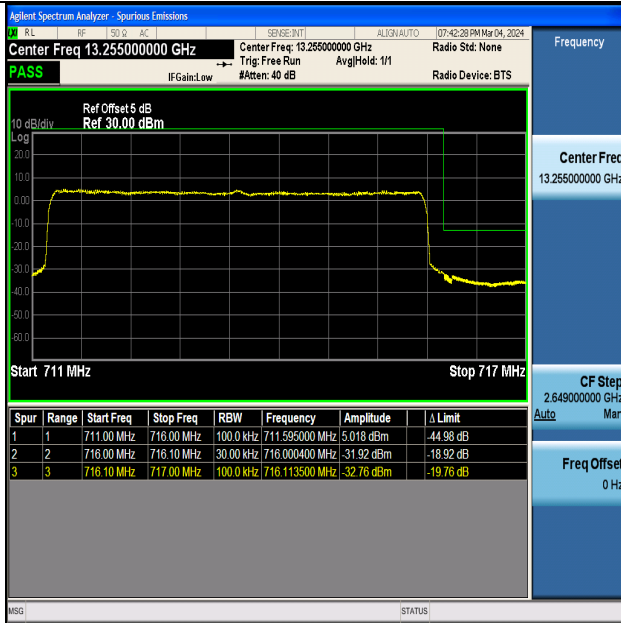 Agilent Spectrum Analyzer - Spurious Emissions
RL RF 50 Ω AC SENSE:INT ALIGNAUTO 07:42:28 PM Mar 04, 2024
Center Freq 13.255000000 GHz
Center Freq: 13.255000000 GHz
Radio Std: None
Trig: Free Run Avg|Hold: 1/1
PASS
IFGain:Low
#Atten: 40 dB
Radio Device: BTS
Ref Offset 5 dB
10 dB/div Ref 30.00 dBm
Log
20.0
10.0
0.00
-10.0
-20.0
-30.0
-40.0
-50.0
-60.0
Start 711 MHz Stop 717 MHz
Spur Range Start Freq Stop Freq RBW Frequency Amplitude Δ Limit
1 1 711.00 MHz 716.00 MHz 100.0 kHz 711.595000 MHz 5.018 dBm -44.98 dB
2 2 716.00 MHz 716.10 MHz 30.00 kHz 716.000400 MHz -31.92 dBm -18.92 dB
3 3 716.10 MHz 717.00 MHz 100.0 kHz 716.113500 MHz -32.76 dBm -19.76 dB
MSG STATUS
Frequency
Center Freq
13.255000000 GHz
CF Step
2.649000000 GHz
Auto Man
Freq Offset
0 Hz